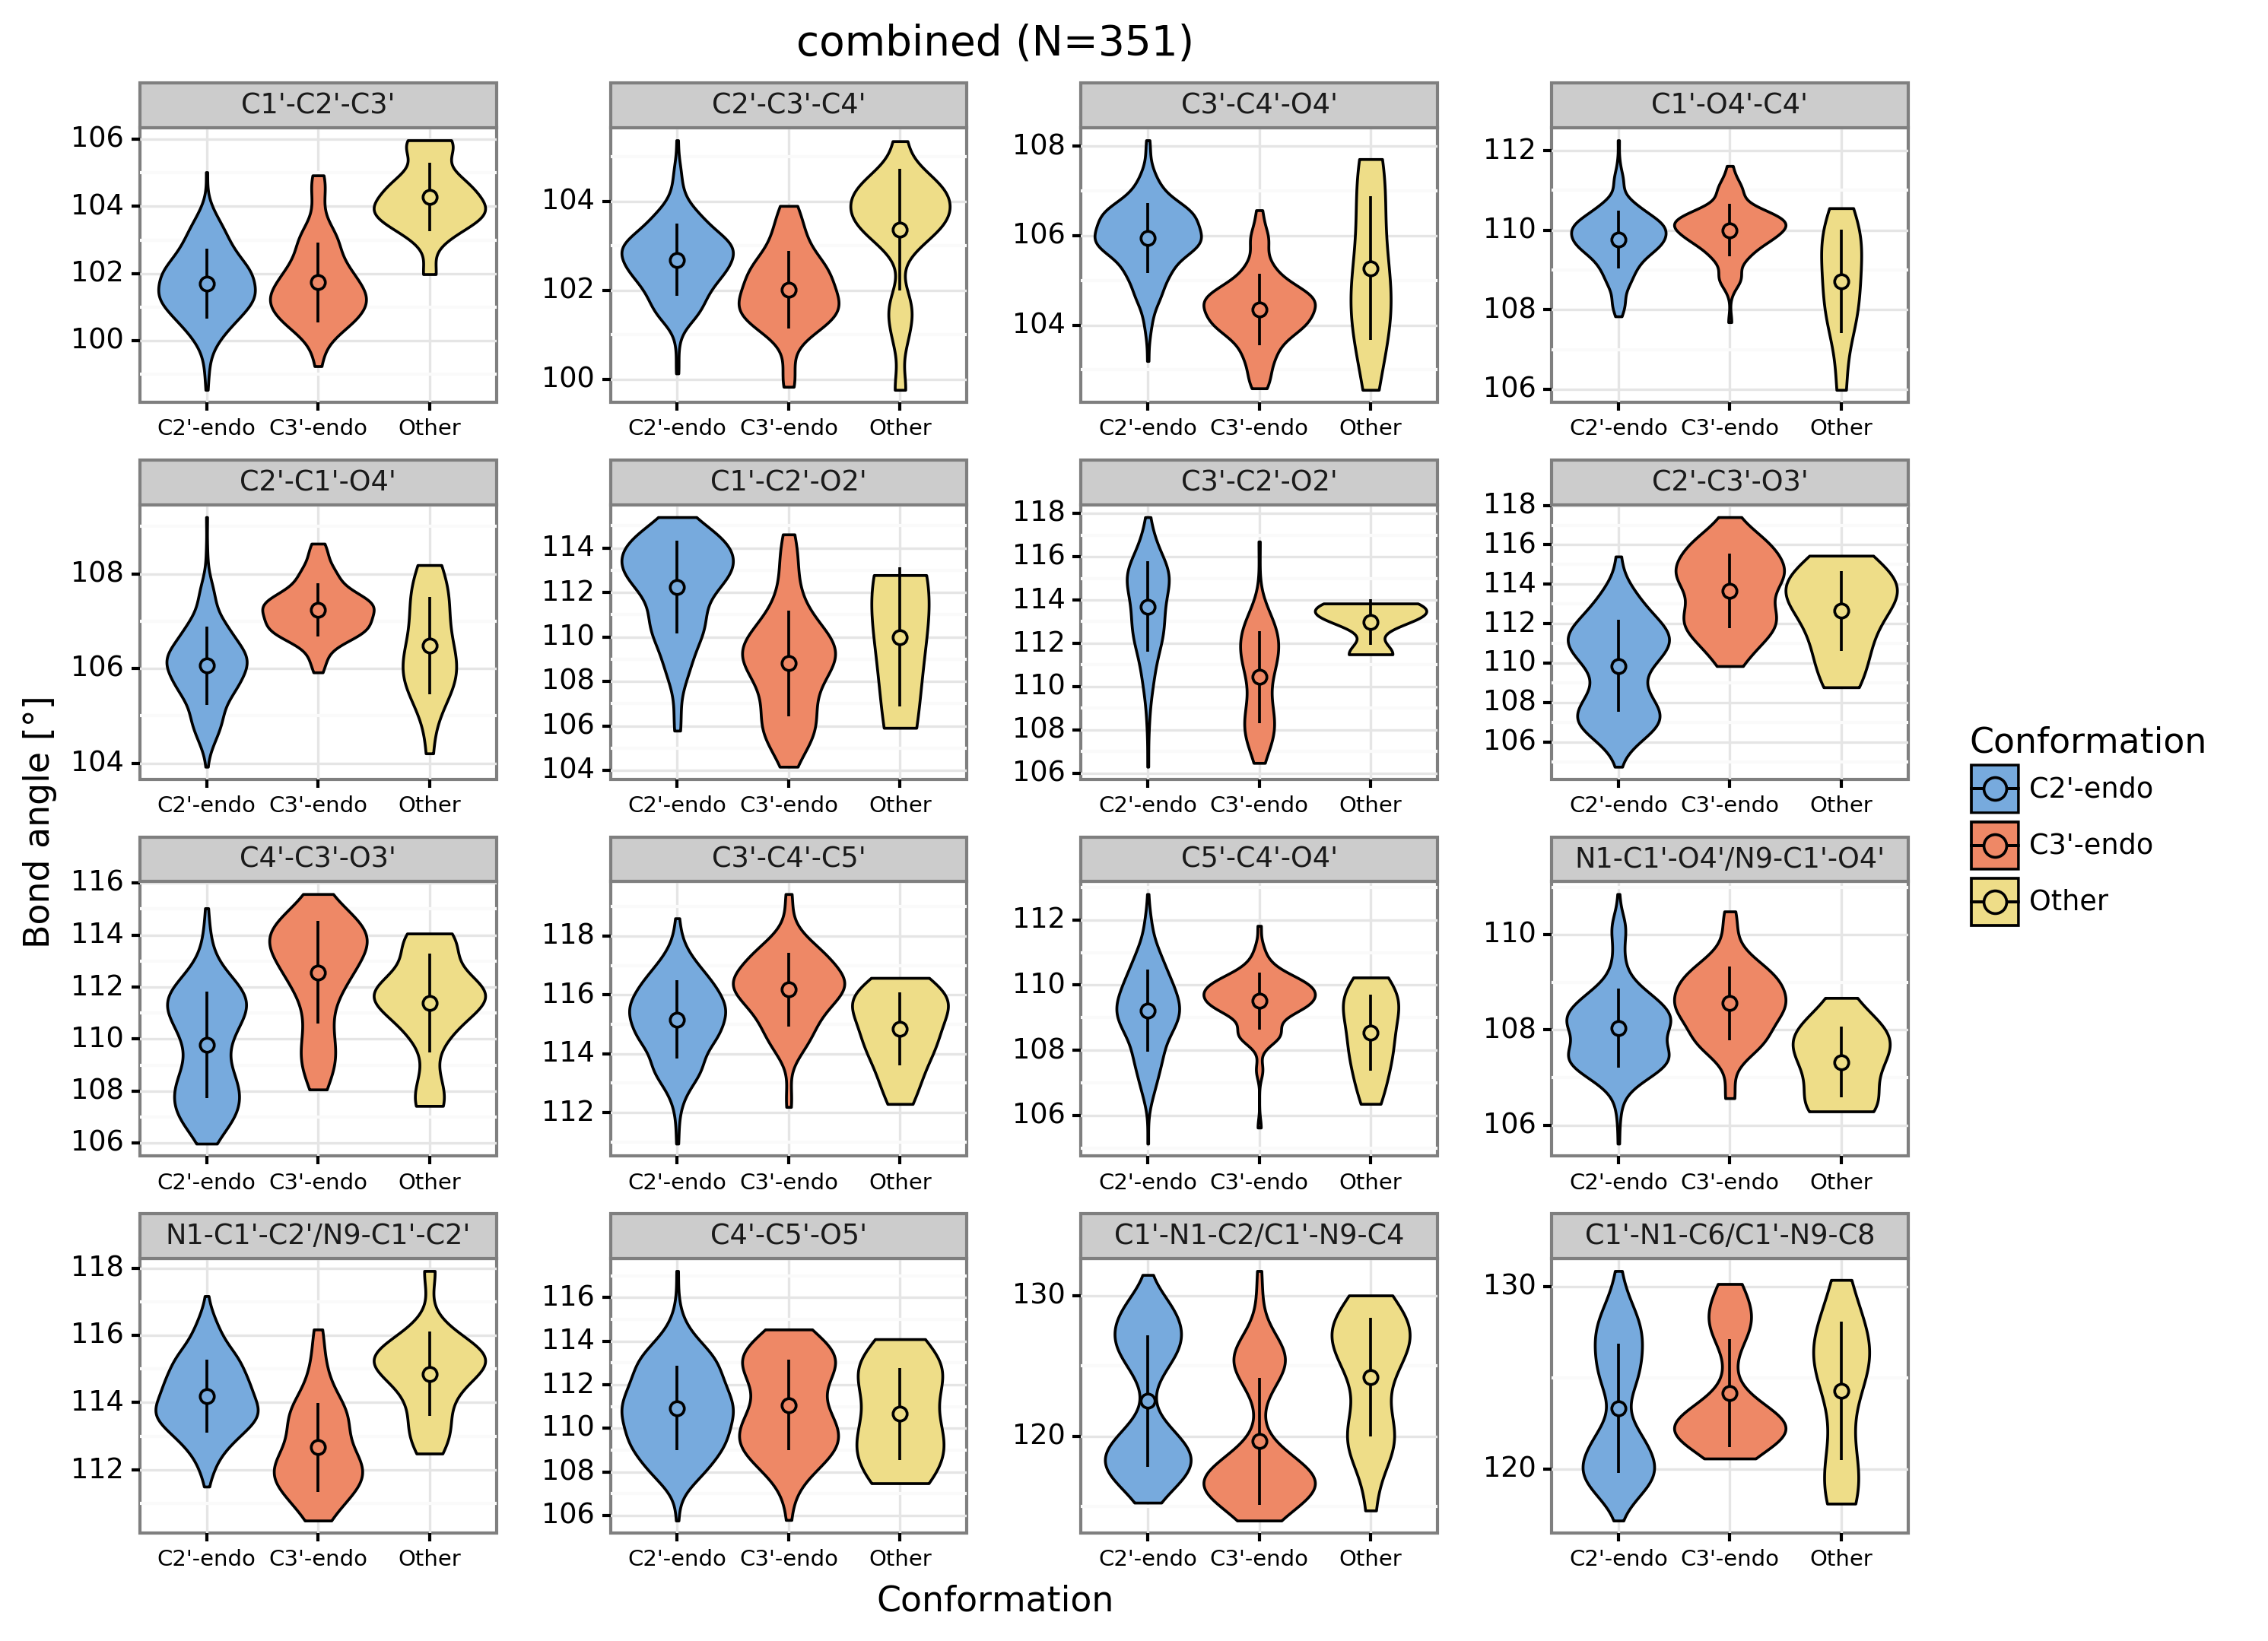 combined (N=351)
C1'-C2'-C3'
C2'-C3'-C4'
C3'-C4'-O4'
C1'-O4'-C4'
106
104
102
100
104
102
100
108
106
104
112
110
108
106
C2'-endo C3'-endo Other
C2'-endo C3'-endo Other
C2'-endo C3'-endo Other
C2'-endo C3'-endo Other
C2'-C1'-O4'
C1'-C2'-O2'
C3'-C2'-O2'
C2'-C3'-O3'
108
106
104
114
112
110
108
106
104
118
116
114
112
110
108
106
118
116
114
112
110
108
106
C2'-endo C3'-endo Other
C2'-endo C3'-endo Other
C2'-endo C3'-endo Other
C2'-endo C3'-endo Other
Bond angle [°]
C4'-C3'-O3'
C3'-C4'-C5'
C5'-C4'-O4'
N1-C1'-O4'/N9-C1'-O4'
116
114
112
110
108
106
118
116
114
112
112
110
108
106
110
108
106
C2'-endo C3'-endo Other
C2'-endo C3'-endo Other
C2'-endo C3'-endo Other
C2'-endo C3'-endo Other
N1-C1'-C2'/N9-C1'-C2'
C4'-C5'-O5'
C1'-N1-C2/C1'-N9-C4
C1'-N1-C6/C1'-N9-C8
118
116
114
112
116
114
112
110
108
106
130
120
130
120
C2'-endo C3'-endo Other
C2'-endo C3'-endo Other
C2'-endo C3'-endo Other
C2'-endo C3'-endo Other
Conformation
Conformation
C2'-endo
C3'-endo
Other